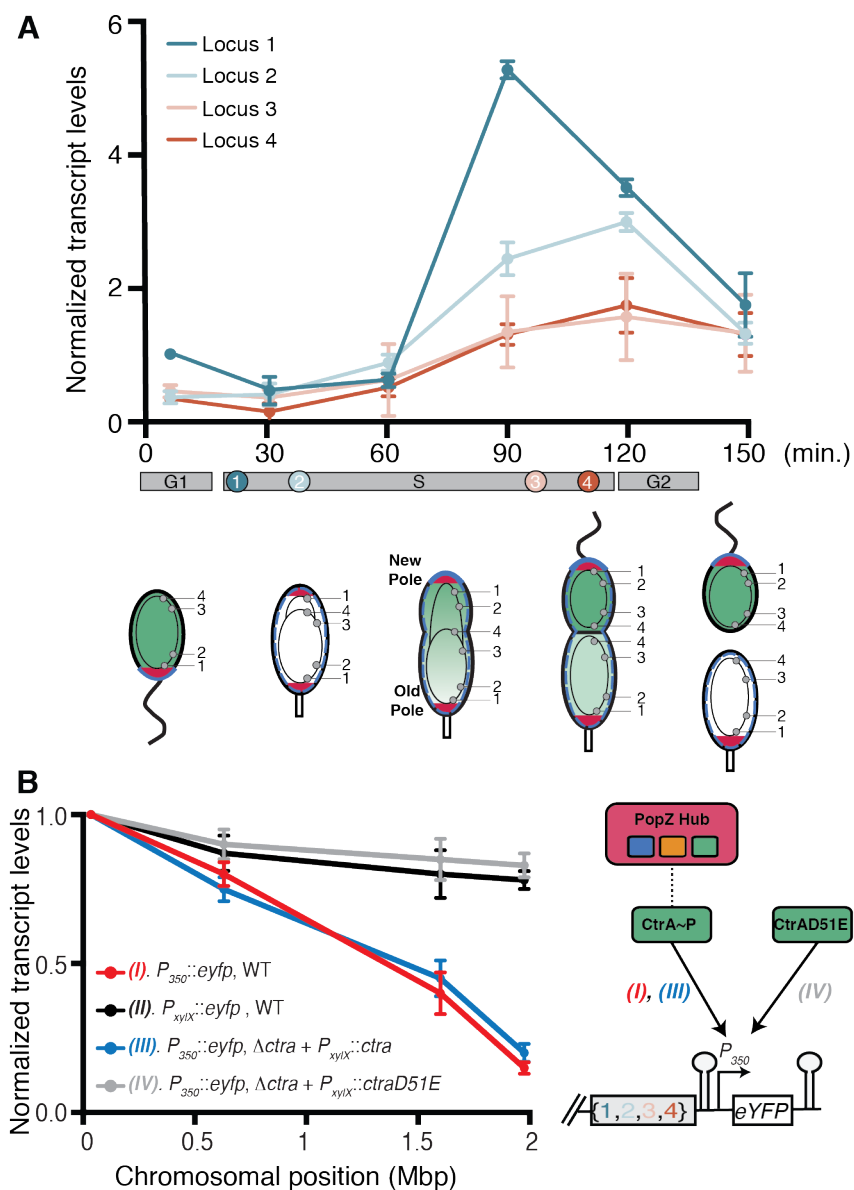 A
Normalized transcript levels
6
4
2
0
Locus 1
Locus 2
Locus 3
Locus 4
0 30 60 90 120 150 (min.)
G1 1 2 S 3 4 G2
4
3
2
1
1
4
3
2
1
New
Pole
Old
Pole
1
2
4
3
2
1
1
2
3
4
4
3
2
1
1
2
3
4
4
3
2
1
B
Normalized transcript levels
1.0
0.5
0.0
(I). P350::eyfp, WT
(II). PxylX::eyfp , WT
(III). P350::eyfp, Δctra + PxylX::ctra
(IV). P350::eyfp, Δctra + PxylX::ctraD51E
0 0.5 1 1.5 2
Chromosomal position (Mbp)
PopZ Hub
CtrA~P CtrAD51E
(I), (III) (IV)
P350
{1,2,3,4} eYFP